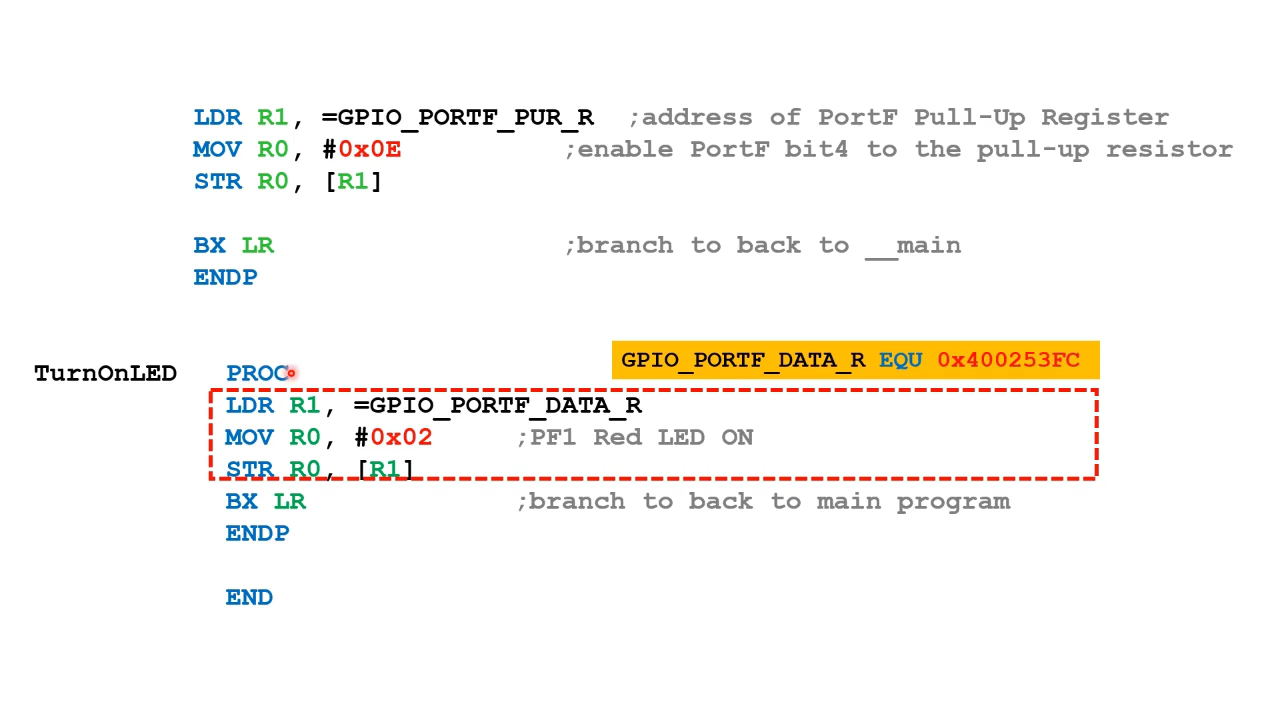 LDR R1, =GPIO_PORTF_PUR_R ;address of PortF Pull-Up Register
MOV R0, #0x0E ;enable PortF bit4 to the pull-up resistor
STR R0, [R1]
BX LR ;branch to back to __main
ENDP
GPIO_PORTF_DATA_R EQU 0x400253FC
TurnOnLED PROC
LDR R1, =GPIO_PORTF_DATA_R
MOV R0, #0x02 ;PF1 Red LED ON
STR R0, [R1]
BX LR ;branch to back to main program
ENDP
END